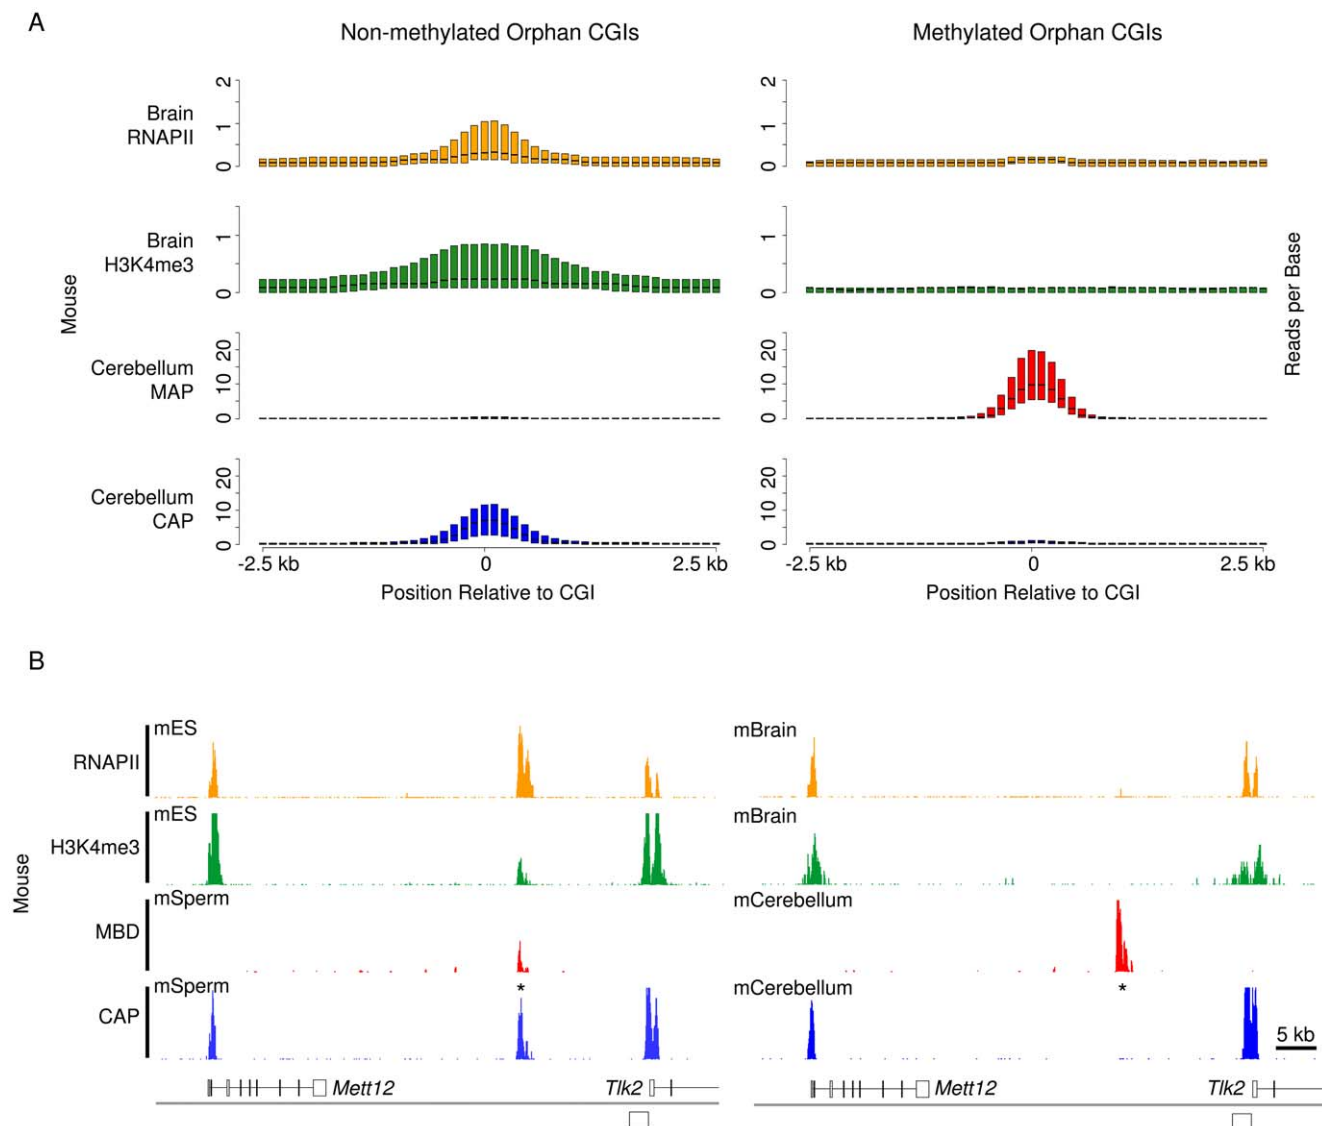 A
Non-methylated Orphan CGIs
Methylated Orphan CGIs
Mouse
Brain
RNAPII
0 1 2
0 1 2
Brain
H3K4me3
0 1
0 1
Cerebellum
MAP
0 10 20
0 10 20
Cerebellum
CAP
0 10 20
0 10 20
Reads per Base
-2.5 kb 0 2.5 kb
-2.5 kb 0 2.5 kb
Position Relative to CGI
Position Relative to CGI
B
Mouse
RNAPII
mES
mBrain
H3K4me3
mES
mBrain
MBD
mSperm
mCerebellum
CAP
mSperm
*
mCerebellum
*
5 kb
Mett12
Tlk2
Mett12
Tlk2